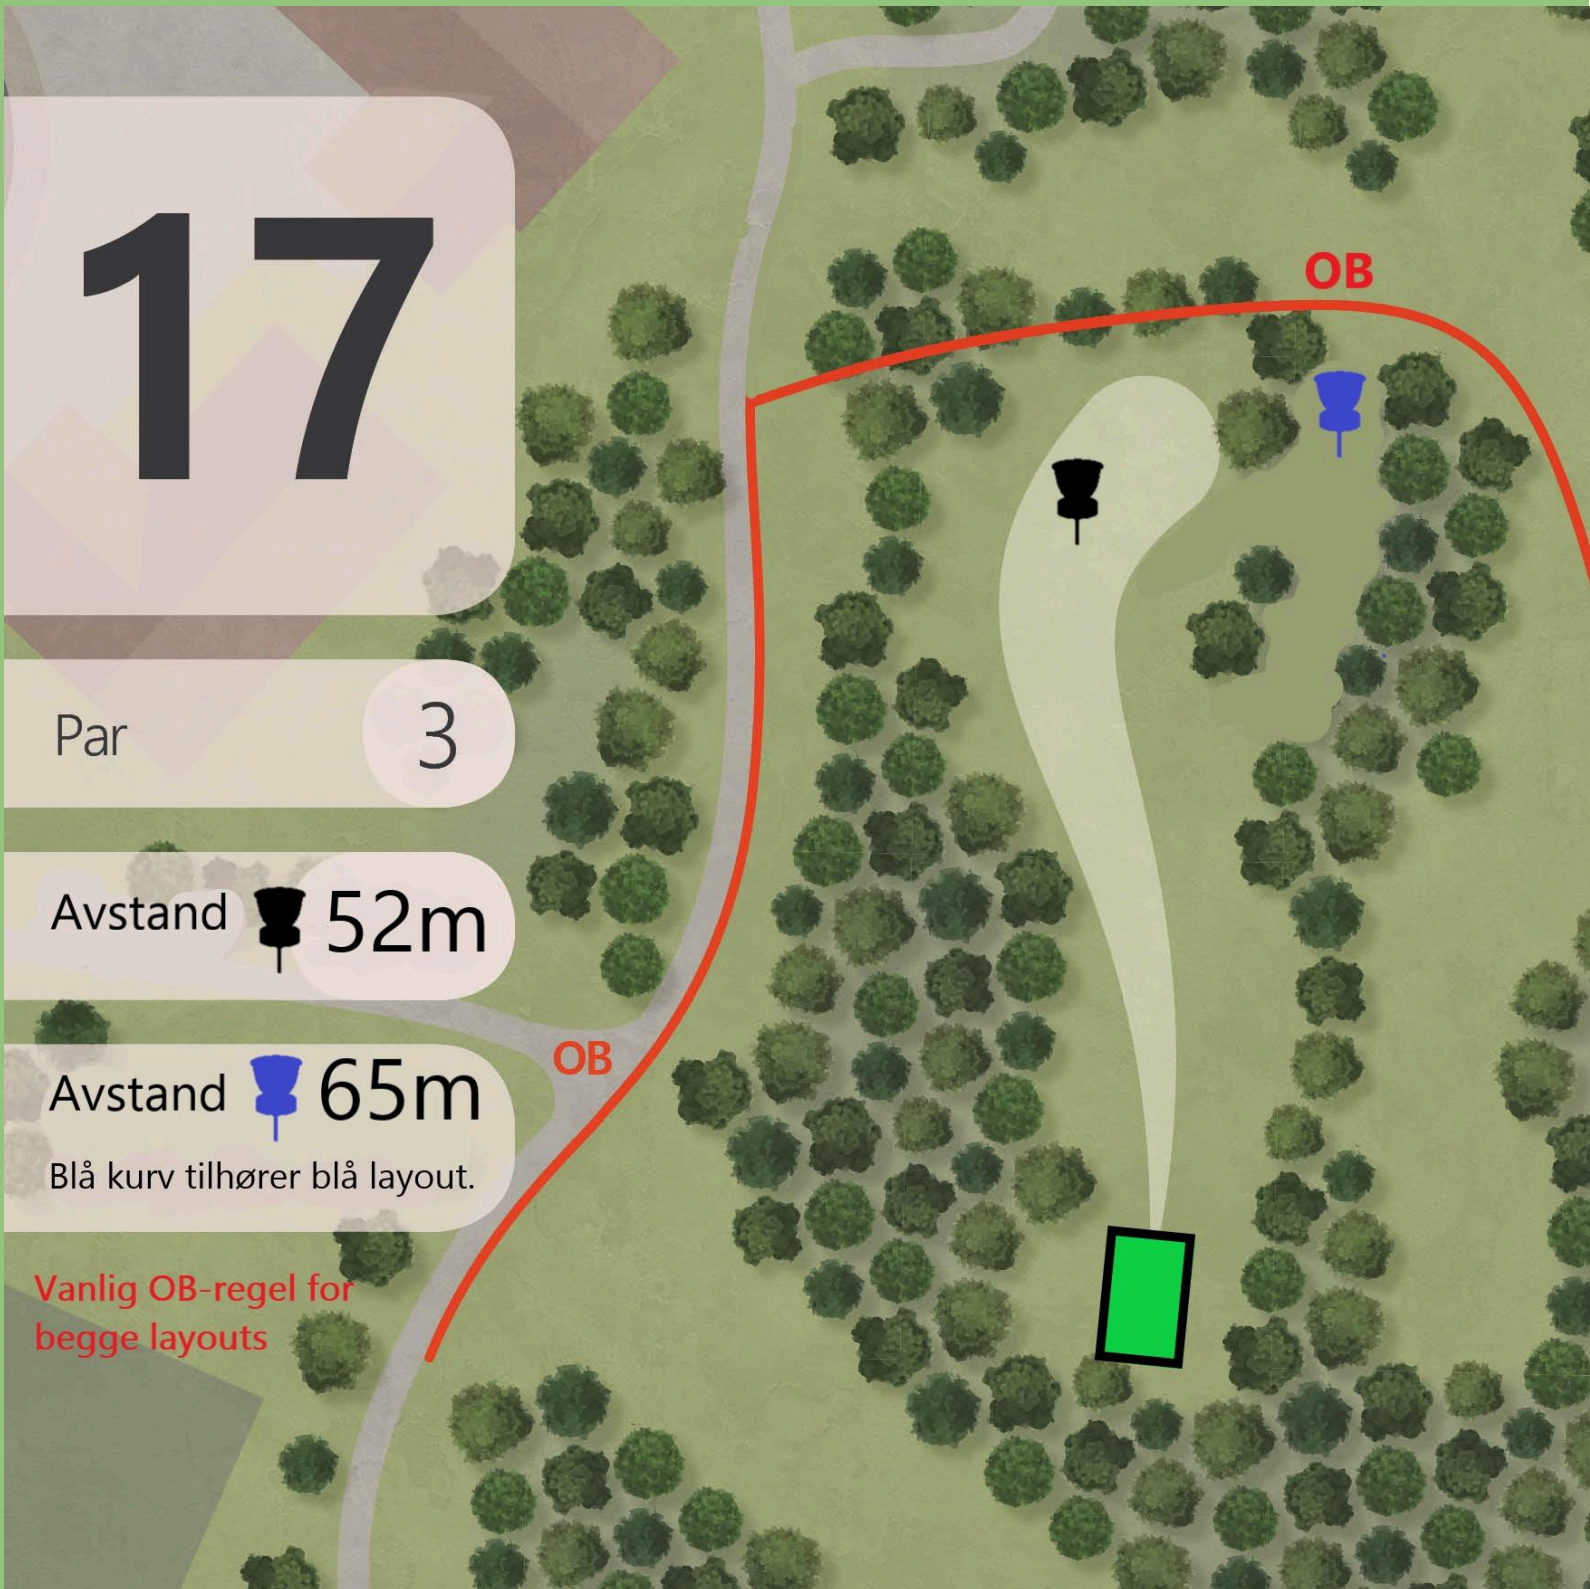 17
Par 3
Avstand 52m
Avstand 65m
Blå kurv tilhører blå layout.
Vanlig OB-regel for
begge layouts
OB
OB